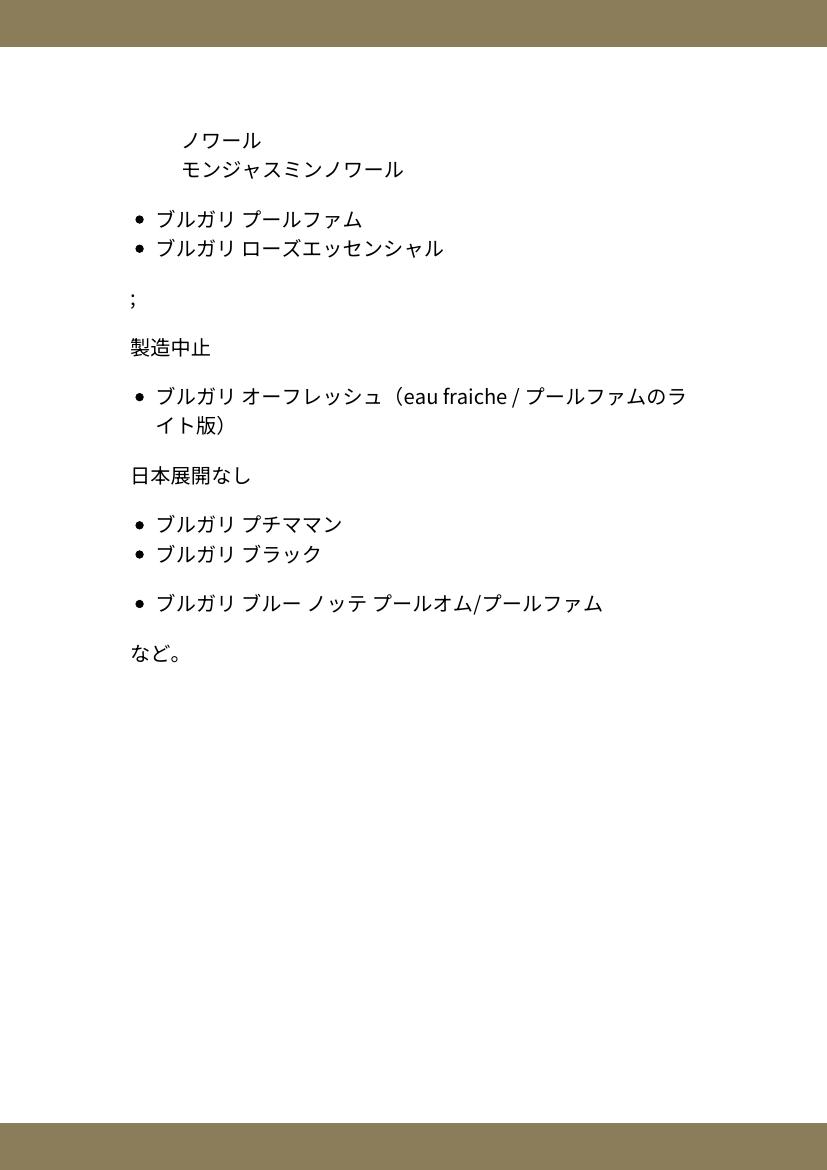 ノワール
モンジャスミンノワール
• ブルガリ プールファム
• ブルガリ ローズエッセンシャル
;
製造中止
• ブルガリ オーフレッシュ（eau fraiche / プールファムのラ
イト版）
日本展開なし
• ブルガリ プチママン
• ブルガリ ブラック
• ブルガリ ブルー ノッテ プールオム/プールファム
など。